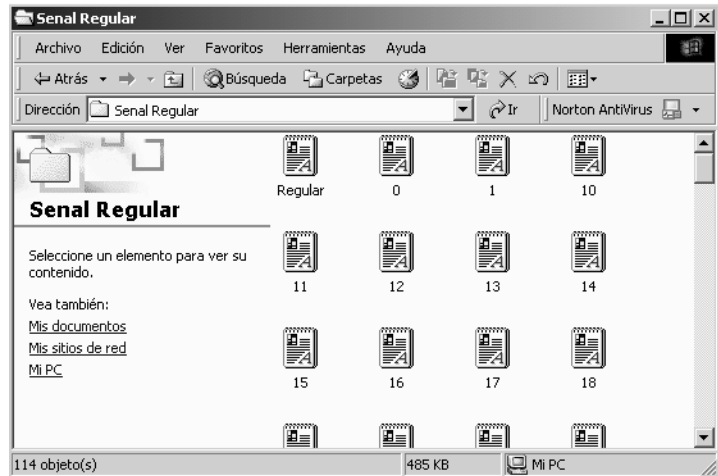 Senal Regular
Archivo Edición Ver Favoritos Herramientas Ayuda
Atrás Búsqueda Carpetas
Dirección Senal Regular Ir Norton AntiVirus
Senal Regular
Seleccione un elemento para ver su
contenido.
Vea también:
Mis documentos
Mis sitios de red
Mi PC
Regular 0 1 10
11 12 13 14
15 16 17 18
114 objeto(s) 485 KB Mi PC